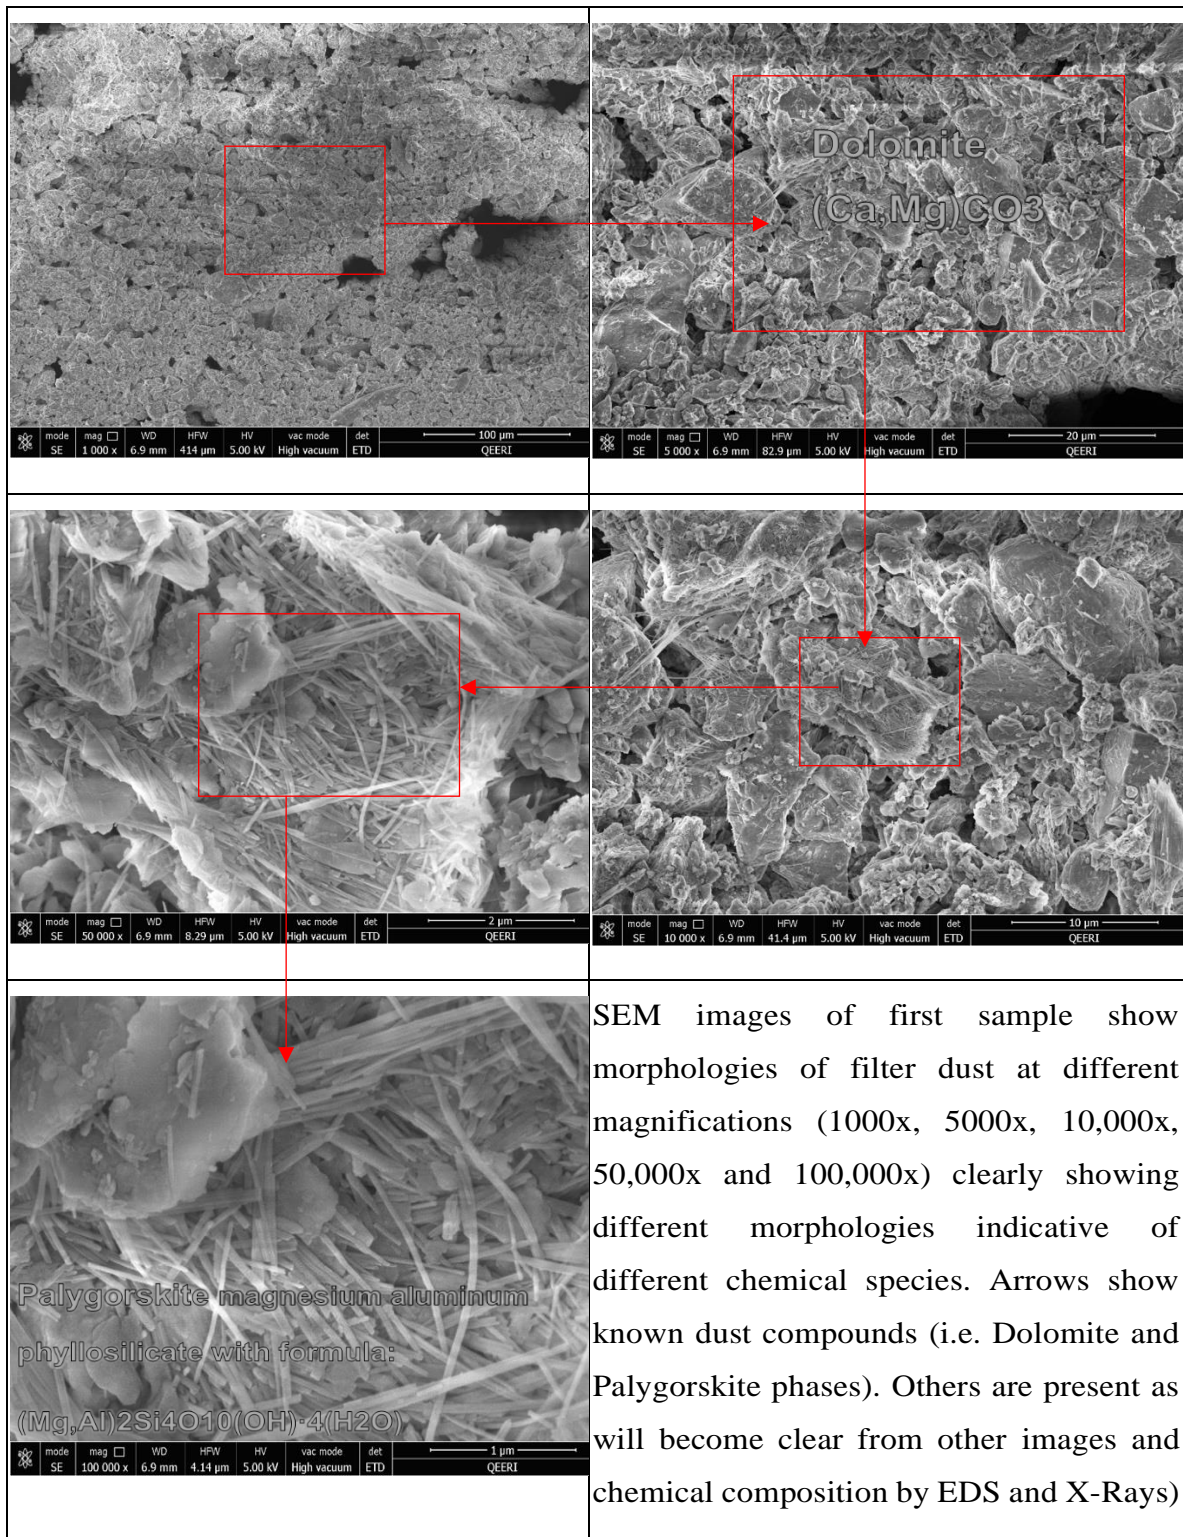 Dolomite
(Ca,Mg)CO3
mode mag WD HFW HV vac mode det 100 µm
SE 1 000 x 6.9 mm 414 µm 5.00 kV High vacuum ETD QEERI
mode mag WD HFW HV vac mode det 20 µm
SE 5 000 x 6.9 mm 82.9 µm 5.00 kV High vacuum ETD QEERI
mode mag WD HFW HV vac mode det 2 µm
SE 50 000 x 6.9 mm 8.29 µm 5.00 kV High vacuum ETD QEERI
mode mag WD HFW HV vac mode det 10 µm
SE 10 000 x 6.9 mm 41.4 µm 5.00 kV High vacuum ETD QEERI
Palygorskite magnesium aluminum
phyllosilicate with formula:
(Mg,Al)2Si4O10(OH)·4(H2O)
mode mag WD HFW HV vac mode det 1 µm
SE 100 000 x 6.9 mm 4.14 µm 5.00 kV High vacuum ETD QEERI
SEM images of first sample show
morphologies of filter dust at different
magnifications (1000x, 5000x, 10,000x,
50,000x and 100,000x) clearly showing
different morphologies indicative of
different chemical species. Arrows show
known dust compounds (i.e. Dolomite and
Palygorskite phases). Others are present as
will become clear from other images and
chemical composition by EDS and X-Rays)